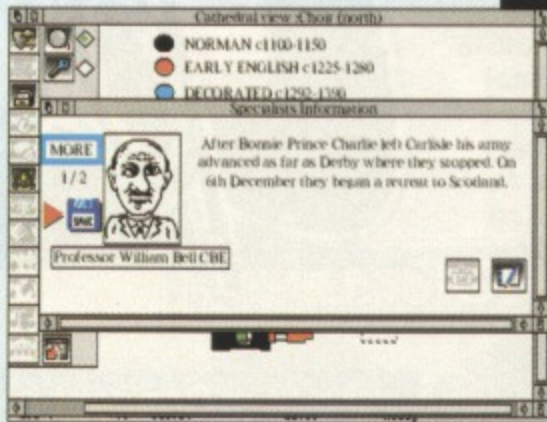 Cathedral view :Choir (north)
NORMAN c1100-1150
EARLY ENGLISH c1225-1280
DECORATED c1292-1390
Specialists Information
MORE
1/2
After Bonnie Prince Charlie left Carlisle his army
advanced as far as Derby where they stopped. On
6th December they began a retreat to Scotland.
Professor William Bell CBE